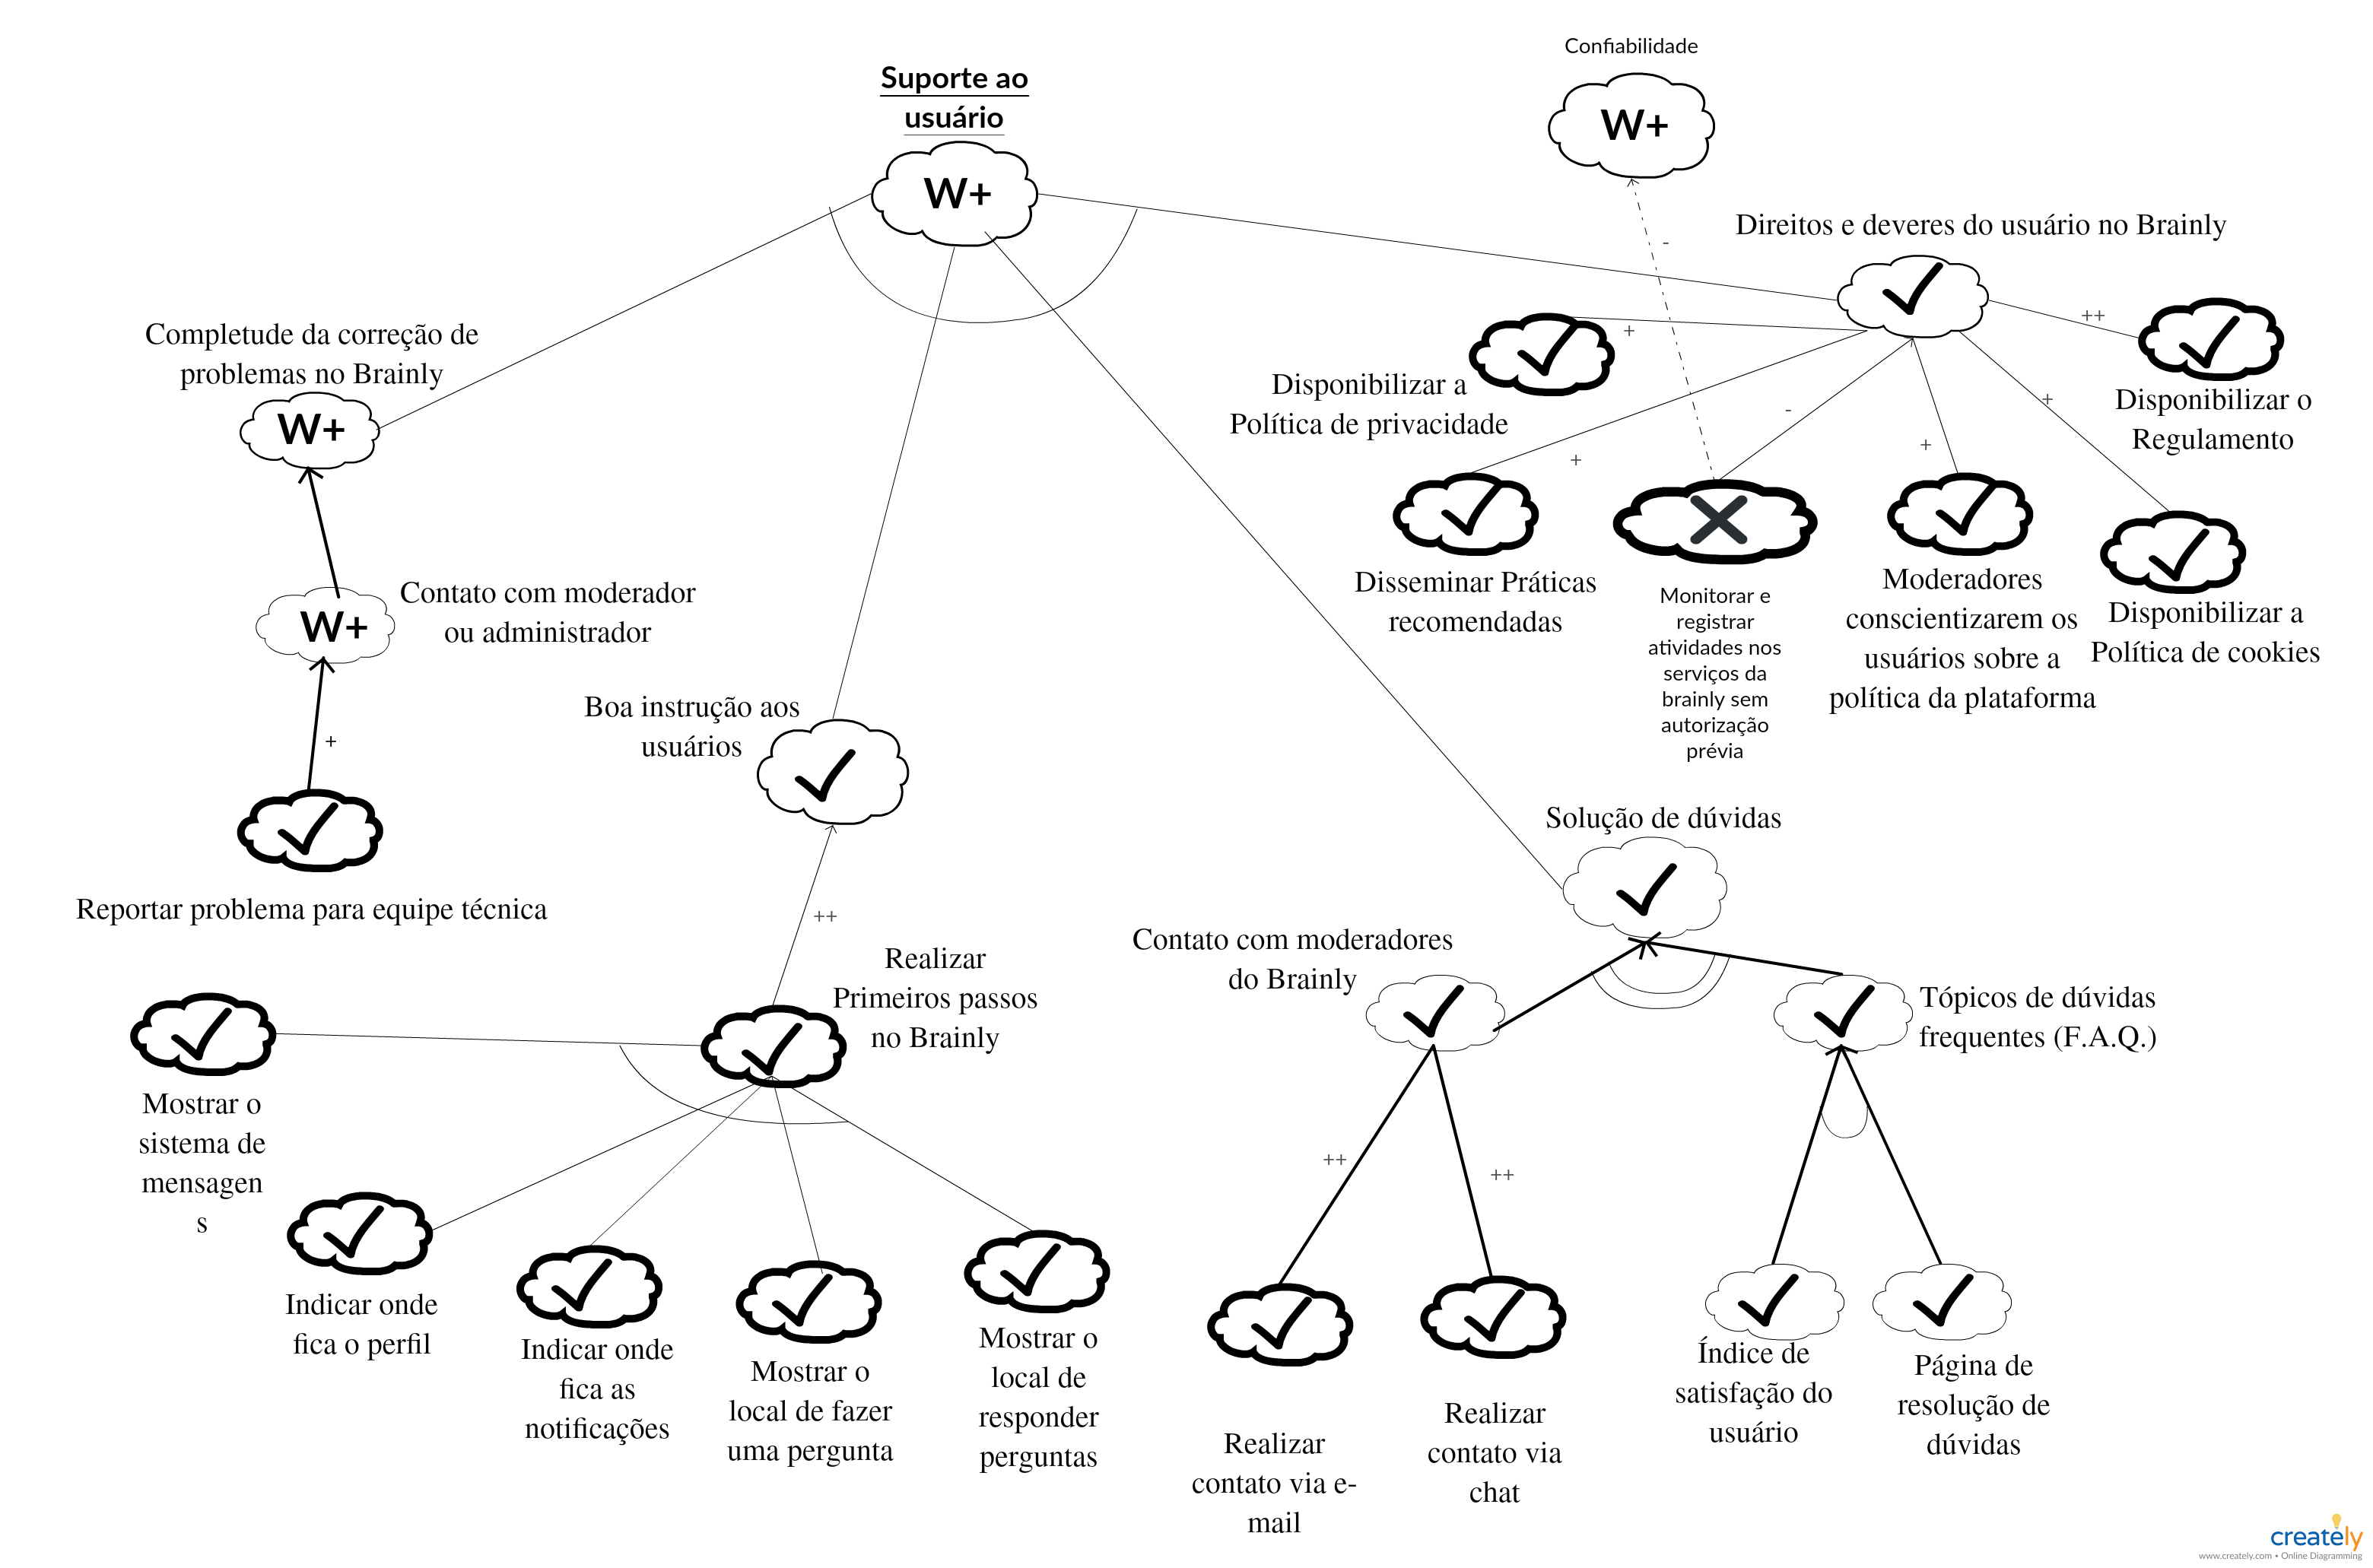 Confiabilidade
W+
Suporte ao
usuário
W+
Direitos e deveres do usuário no Brainly
-
++
+
Disponibilizar a
Política de privacidade
Disponibilizar o
Regulamento
-
+
+
+
Completude da correção de
problemas no Brainly
W+
Disseminar Práticas
recomendadas
Monitorar e
registrar
atividades nos
serviços da
brainly sem
autorização
prévia
Moderadores
conscientizarem os
usuários sobre a
política da plataforma
Disponibilizar a
Política de cookies
Contato com moderador
ou administrador
W+
+
Boa instrução aos
usuários
Reportar problema para equipe técnica
Solução de dúvidas
++
Realizar
Primeiros passos
no Brainly
Contato com moderadores
do Brainly
Tópicos de dúvidas
frequentes (F.A.Q.)
Mostrar o
sistema de
mensagen
s
++
++
Indicar onde
fica o perfil
Indicar onde
fica as
notificações
Mostrar o
local de fazer
uma pergunta
Mostrar o
local de
responder
perguntas
Realizar
contato via e-
mail
Realizar
contato via
chat
Índice de
satisfação do
usuário
Página de
resolução de
dúvidas
creately
www.creately.com • Online Diagramming